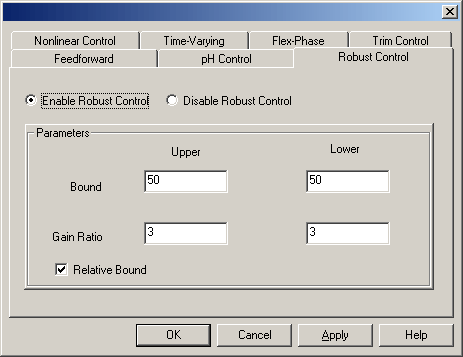 Nonlinear Control Time-Varying Flex-Phase Trim Control
Feedforward pH Control Robust Control
Enable Robust Control Disable Robust Control
Parameters
Upper Lower
Bound 50 50
Gain Ratio 3 3
Relative Bound
OK Cancel Apply Help